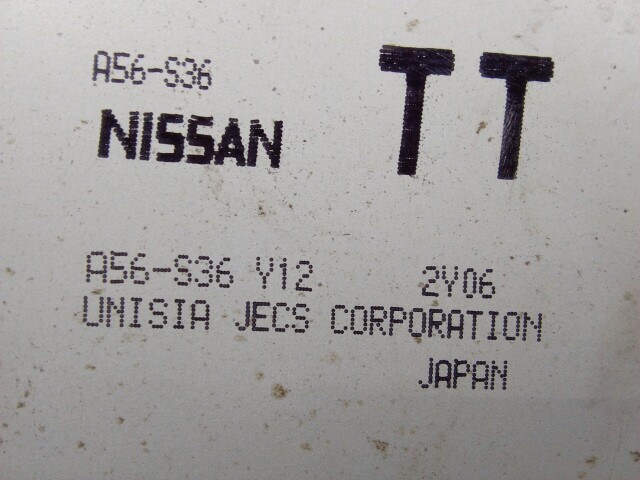 A56-S36 TT
NISSAN
A56-S36 Y12 2Y06
UNISIA JECS CORPORATION
JAPAN